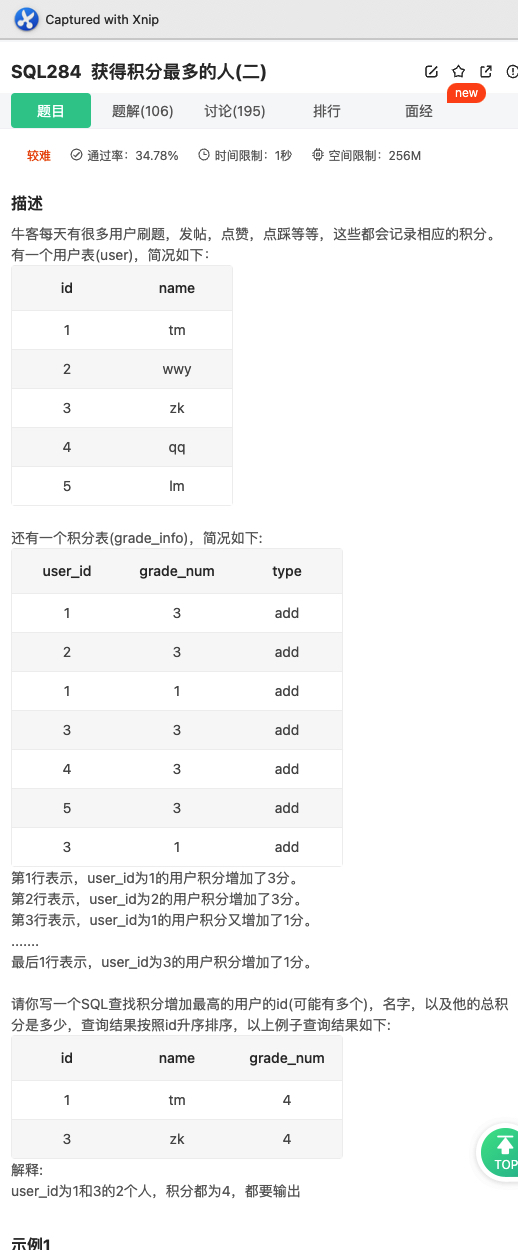 Captured with Xnip
SQL284 获得积分最多的人(二)
new
题目 题解(106) 讨论(195) 排行 面经
较难 通过率：34.78% 时间限制：1秒 空间限制：256M
描述
牛客每天有很多用户刷题，发帖，点赞，点踩等等，这些都会记录相应的积分。
有一个用户表(user)，简况如下：
id name
1 tm
2 wwy
3 zk
4 qq
5 lm
还有一个积分表(grade_info)，简况如下:
user_id grade_num type
1 3 add
2 3 add
1 1 add
3 3 add
4 3 add
5 3 add
3 1 add
第1行表示，user_id为1的用户积分增加了3分。
第2行表示，user_id为2的用户积分增加了3分。
第3行表示，user_id为1的用户积分又增加了1分。
.......
最后1行表示，user_id为3的用户积分增加了1分。
请你写一个SQL查找积分增加最高的用户的id(可能有多个)，名字，以及他的总积
分是多少，查询结果按照id升序排序，以上例子查询结果如下:
id name grade_num
1 tm 4
3 zk 4
TOP
解释:
user_id为1和3的2个人，积分都为4，都要输出
示例1